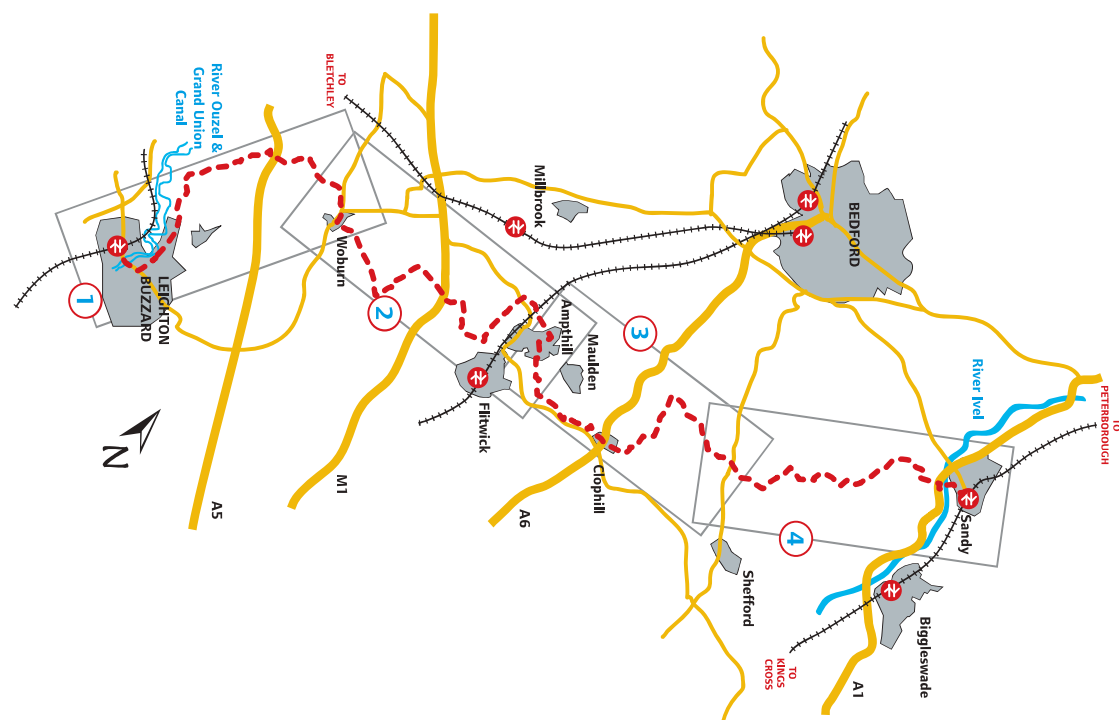 River Ouzel &
Grand Union
Canal
TO
BLETCHLEY
Millbrook
BEDFORD
Woburn
LEIGHTON
BUZZARD
1
2
3
4
Ampthill
Maulden
Flitwick
Clophill
River Ivel
TO
PETERBOROUGH
Sandy
Shefford
Biggleswade
TO
KINGS
CROSS
A5
M1
A6
A1
N